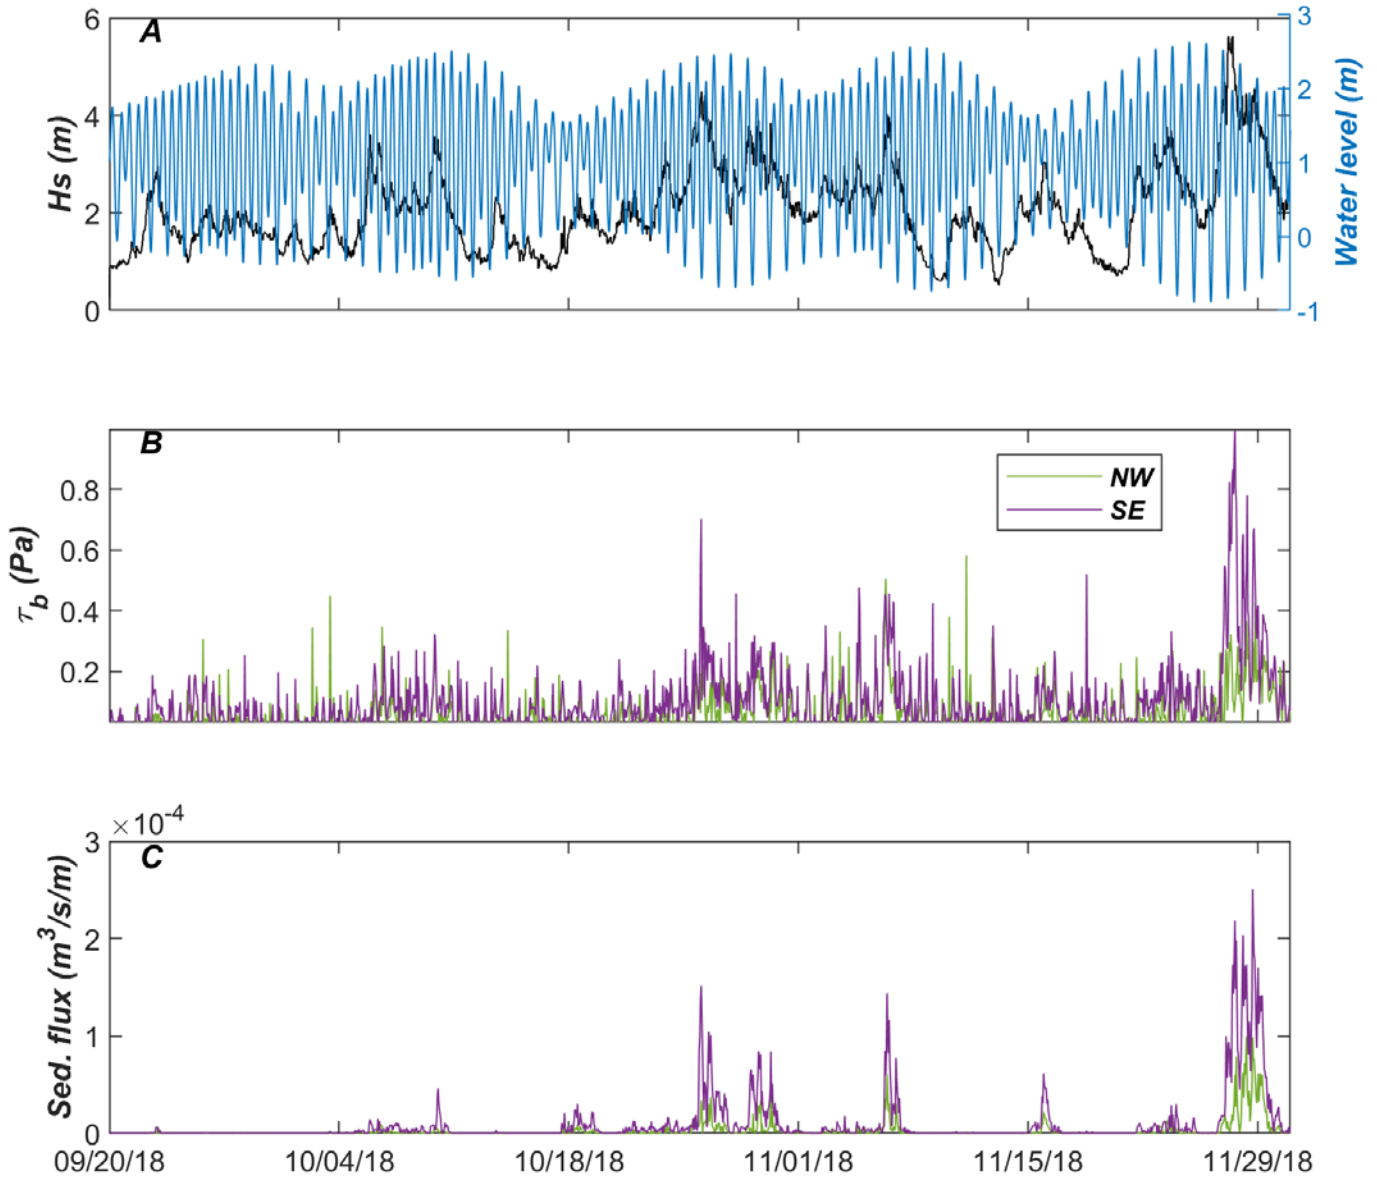 A
Hs (m)
6
4
2
0
Water level (m)
3
2
1
0
-1
B
τb (Pa)
0.8
0.6
0.4
0.2
NW
SE
×10-4
C
Sed. flux (m3/s/m)
3
2
1
0
09/20/18 10/04/18 10/18/18 11/01/18 11/15/18 11/29/18